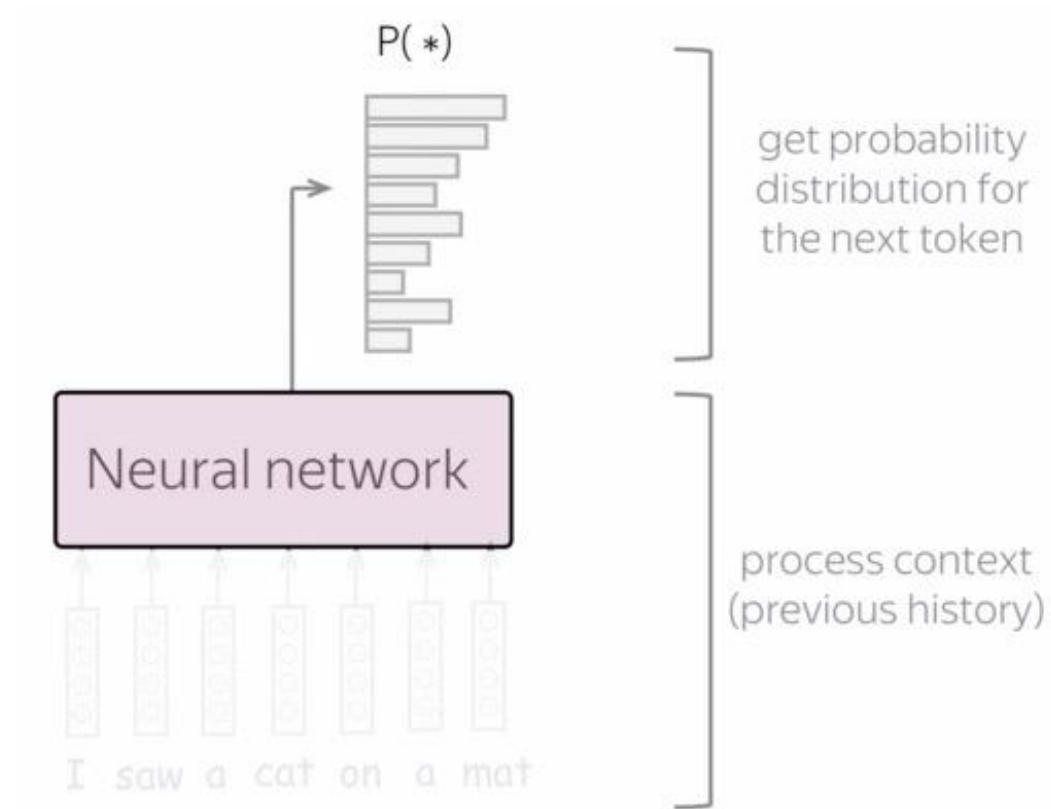 P( * )
get probability
distribution for
the next token
Neural network
process context
(previous history)
I saw a cat on a mat